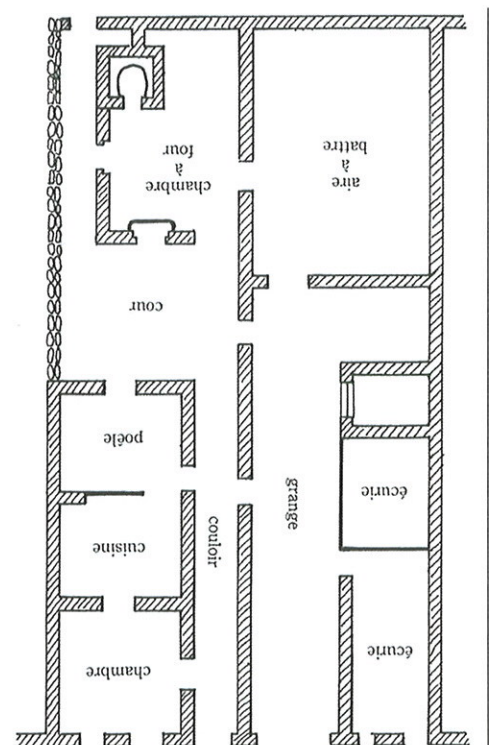 écurie
chambre
cuisine
couloir
grange
écurie
poêle
cour
aire
à
battre
chambre
à
four